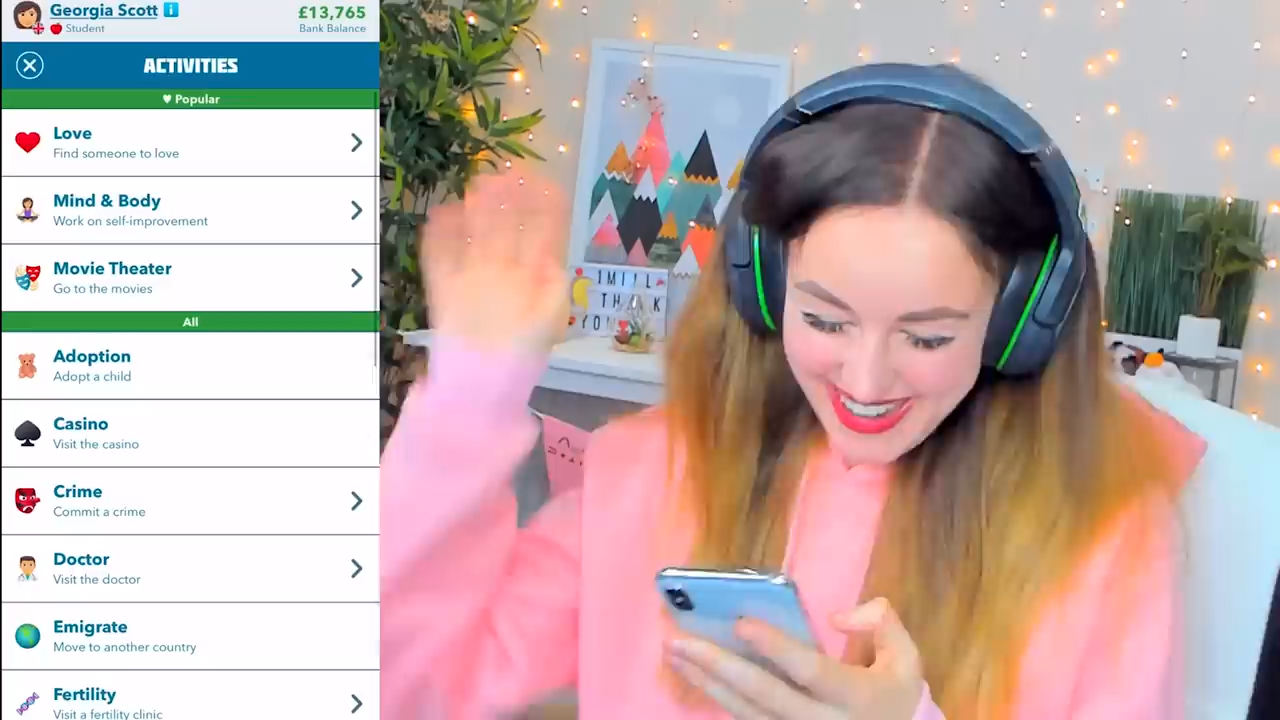 Georgia Scott
Student
£13,765
Bank Balance
ACTIVITIES
Popular
Love
Find someone to love
Mind & Body
Work on self-improvement
Movie Theater
Go to the movies
All
Adoption
Adopt a child
Casino
Visit the casino
Crime
Commit a crime
Doctor
Visit the doctor
Emigrate
Move to another country
Fertility
Visit a fertility clinic
1MILL